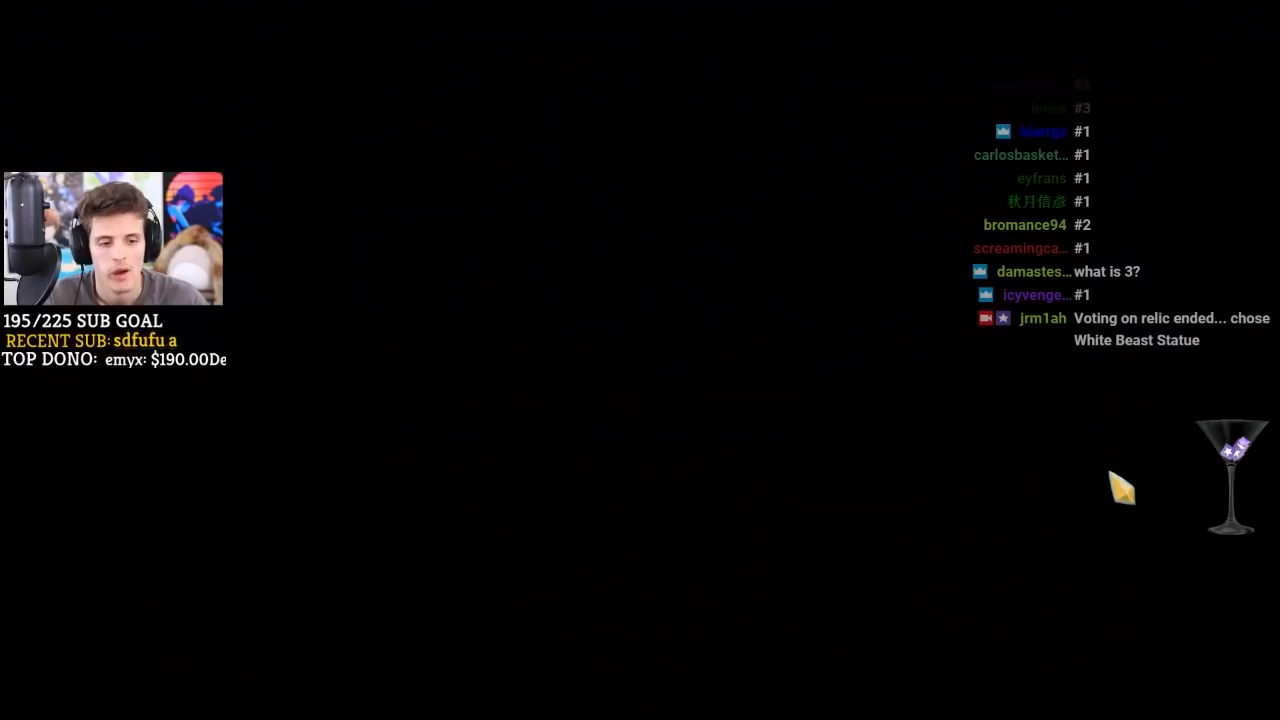 #3
#3
#1
carlosbasket… #1
eyfrans #1
秋月信彥 #1
bromance94 #2
screamingca… #1
damastes… what is 3?
icyvenge… #1
jrm1ah Voting on relic ended... chose
White Beast Statue
195/225 SUB GOAL
RECENT SUB: sdfufu a
TOP DONO: emyx: $190.00De